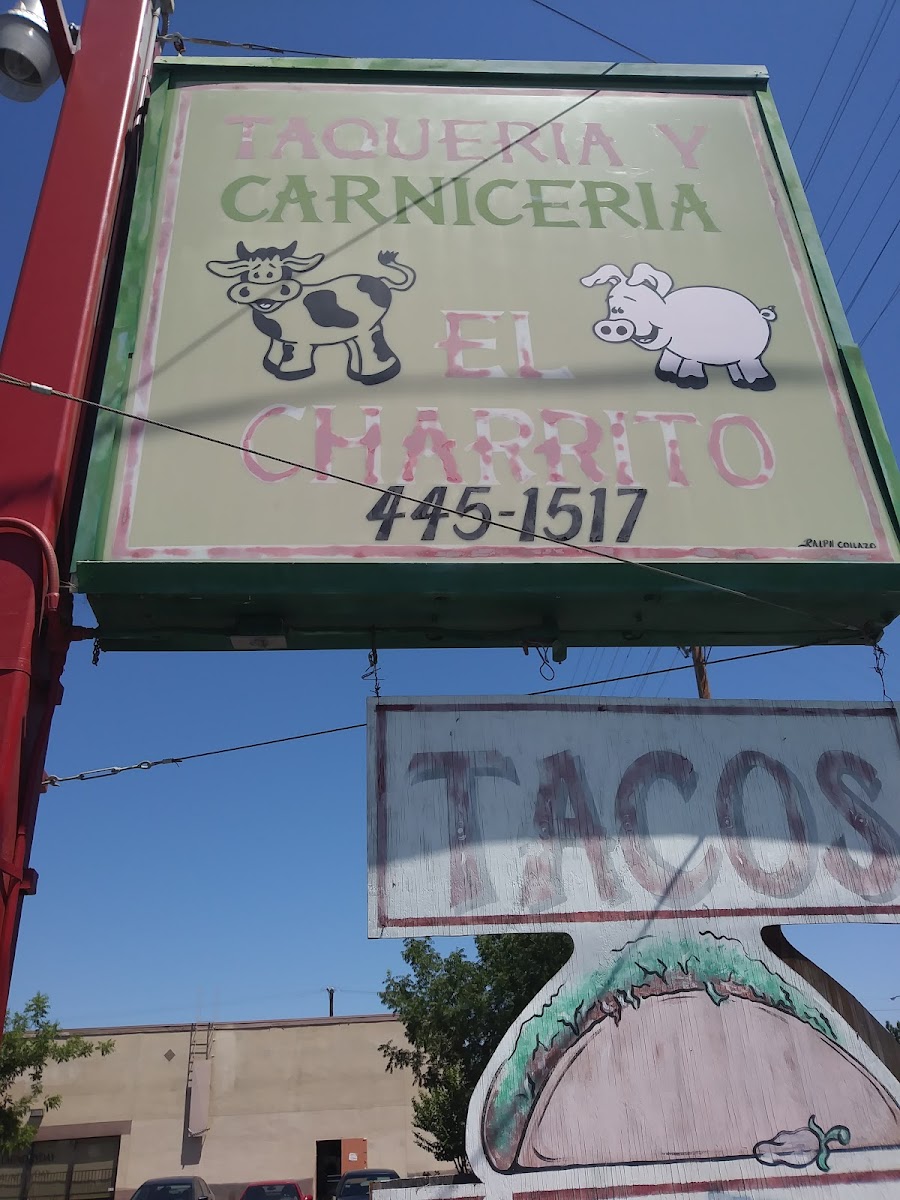 TAQUERIA Y
CARNICERIA
EL
CHARRITO
445-1517
RALPH COLLAZO
TACOS